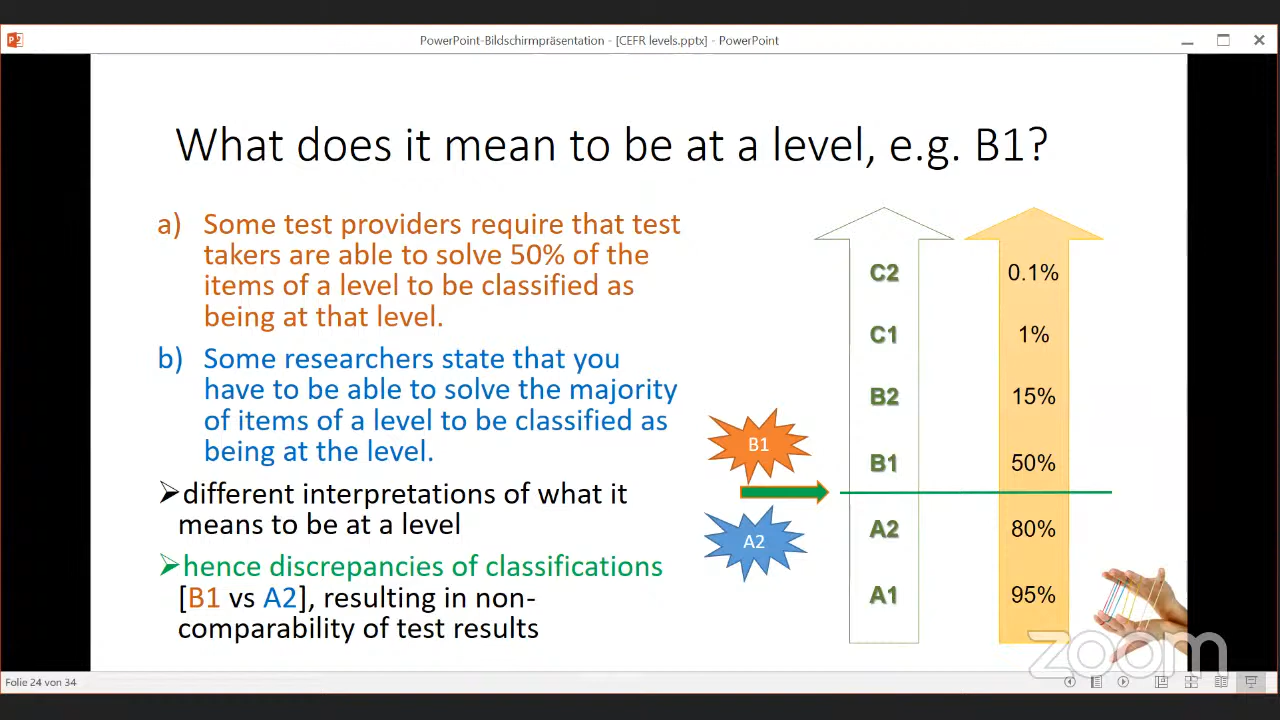 PowerPoint-Bildschirmpräsentation - [CEFR levels.pptx] - PowerPoint
What does it mean to be at a level, e.g. B1?
a) Some test providers require that test
takers are able to solve 50% of the
items of a level to be classified as
being at that level.
b) Some researchers state that you
have to be able to solve the majority
of items of a level to be classified as
being at the level.
➢different interpretations of what it
means to be at a level
➢hence discrepancies of classifications
[B1 vs A2], resulting in non-
comparability of test results
B1
A2
C2 0.1%
C1 1%
B2 15%
B1 50%
A2 80%
A1 95%
zoom
Folie 24 von 34